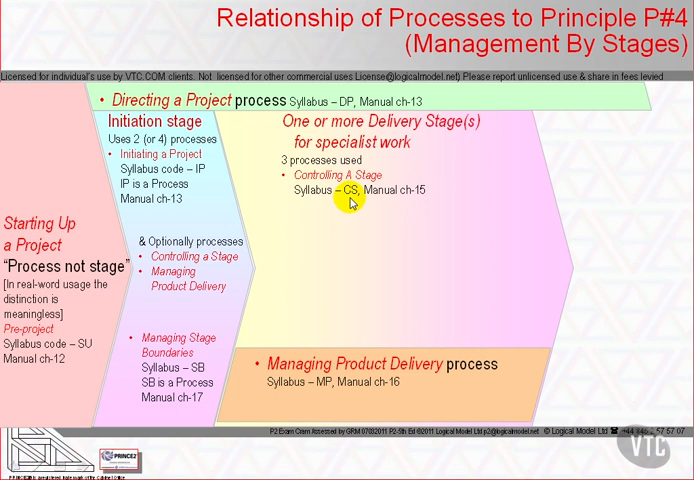 Relationship of Processes to Principle P#4
(Management By Stages)
Licensed for individual's use by VTC.COM clients. Not licensed for other commercial uses License@logicalmodel.net) Please report unlicensed use & share in fees levied
• Directing a Project process Syllabus – DP, Manual ch-13
Initiation stage
Uses 2 (or 4) processes
• Initiating a Project
Syllabus code – IP
IP is a Process
Manual ch-13
& Optionally processes
• Controlling a Stage
• Managing
Product Delivery
• Managing Stage
Boundaries
Syllabus – SB
SB is a Process
Manual ch-17
One or more Delivery Stage(s)
for specialist work
3 processes used
• Controlling A Stage
Syllabus – CS, Manual ch-15
Starting Up
a Project
“Process not stage”
[In real-word usage the
distinction is
meaningless]
Pre-project
Syllabus code – SU
Manual ch-12
• Managing Product Delivery process
Syllabus – MP, Manual ch-16
P2 Exam Cram Assessed by GRM 07082011 P2-5th Ed ©2011 Logical Model Ltd p2@logicalmodel.net © Logical Model Ltd ☎ +44
PRINCE2
VTC